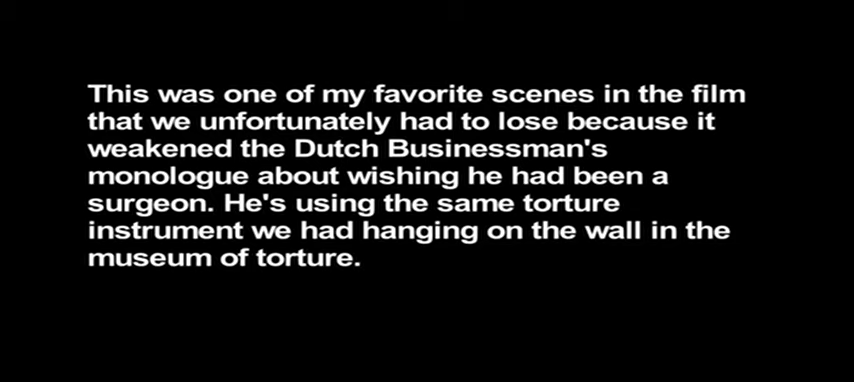 This was one of my favorite scenes in the film
that we unfortunately had to lose because it
weakened the Dutch Businessman's
monologue about wishing he had been a
surgeon. He's using the same torture
instrument we had hanging on the wall in the
museum of torture.